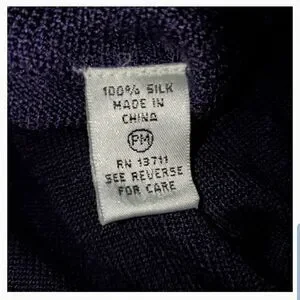 100% SILK
MADE IN
CHINA
PM
RN 13711
SEE REVERSE
FOR CARE